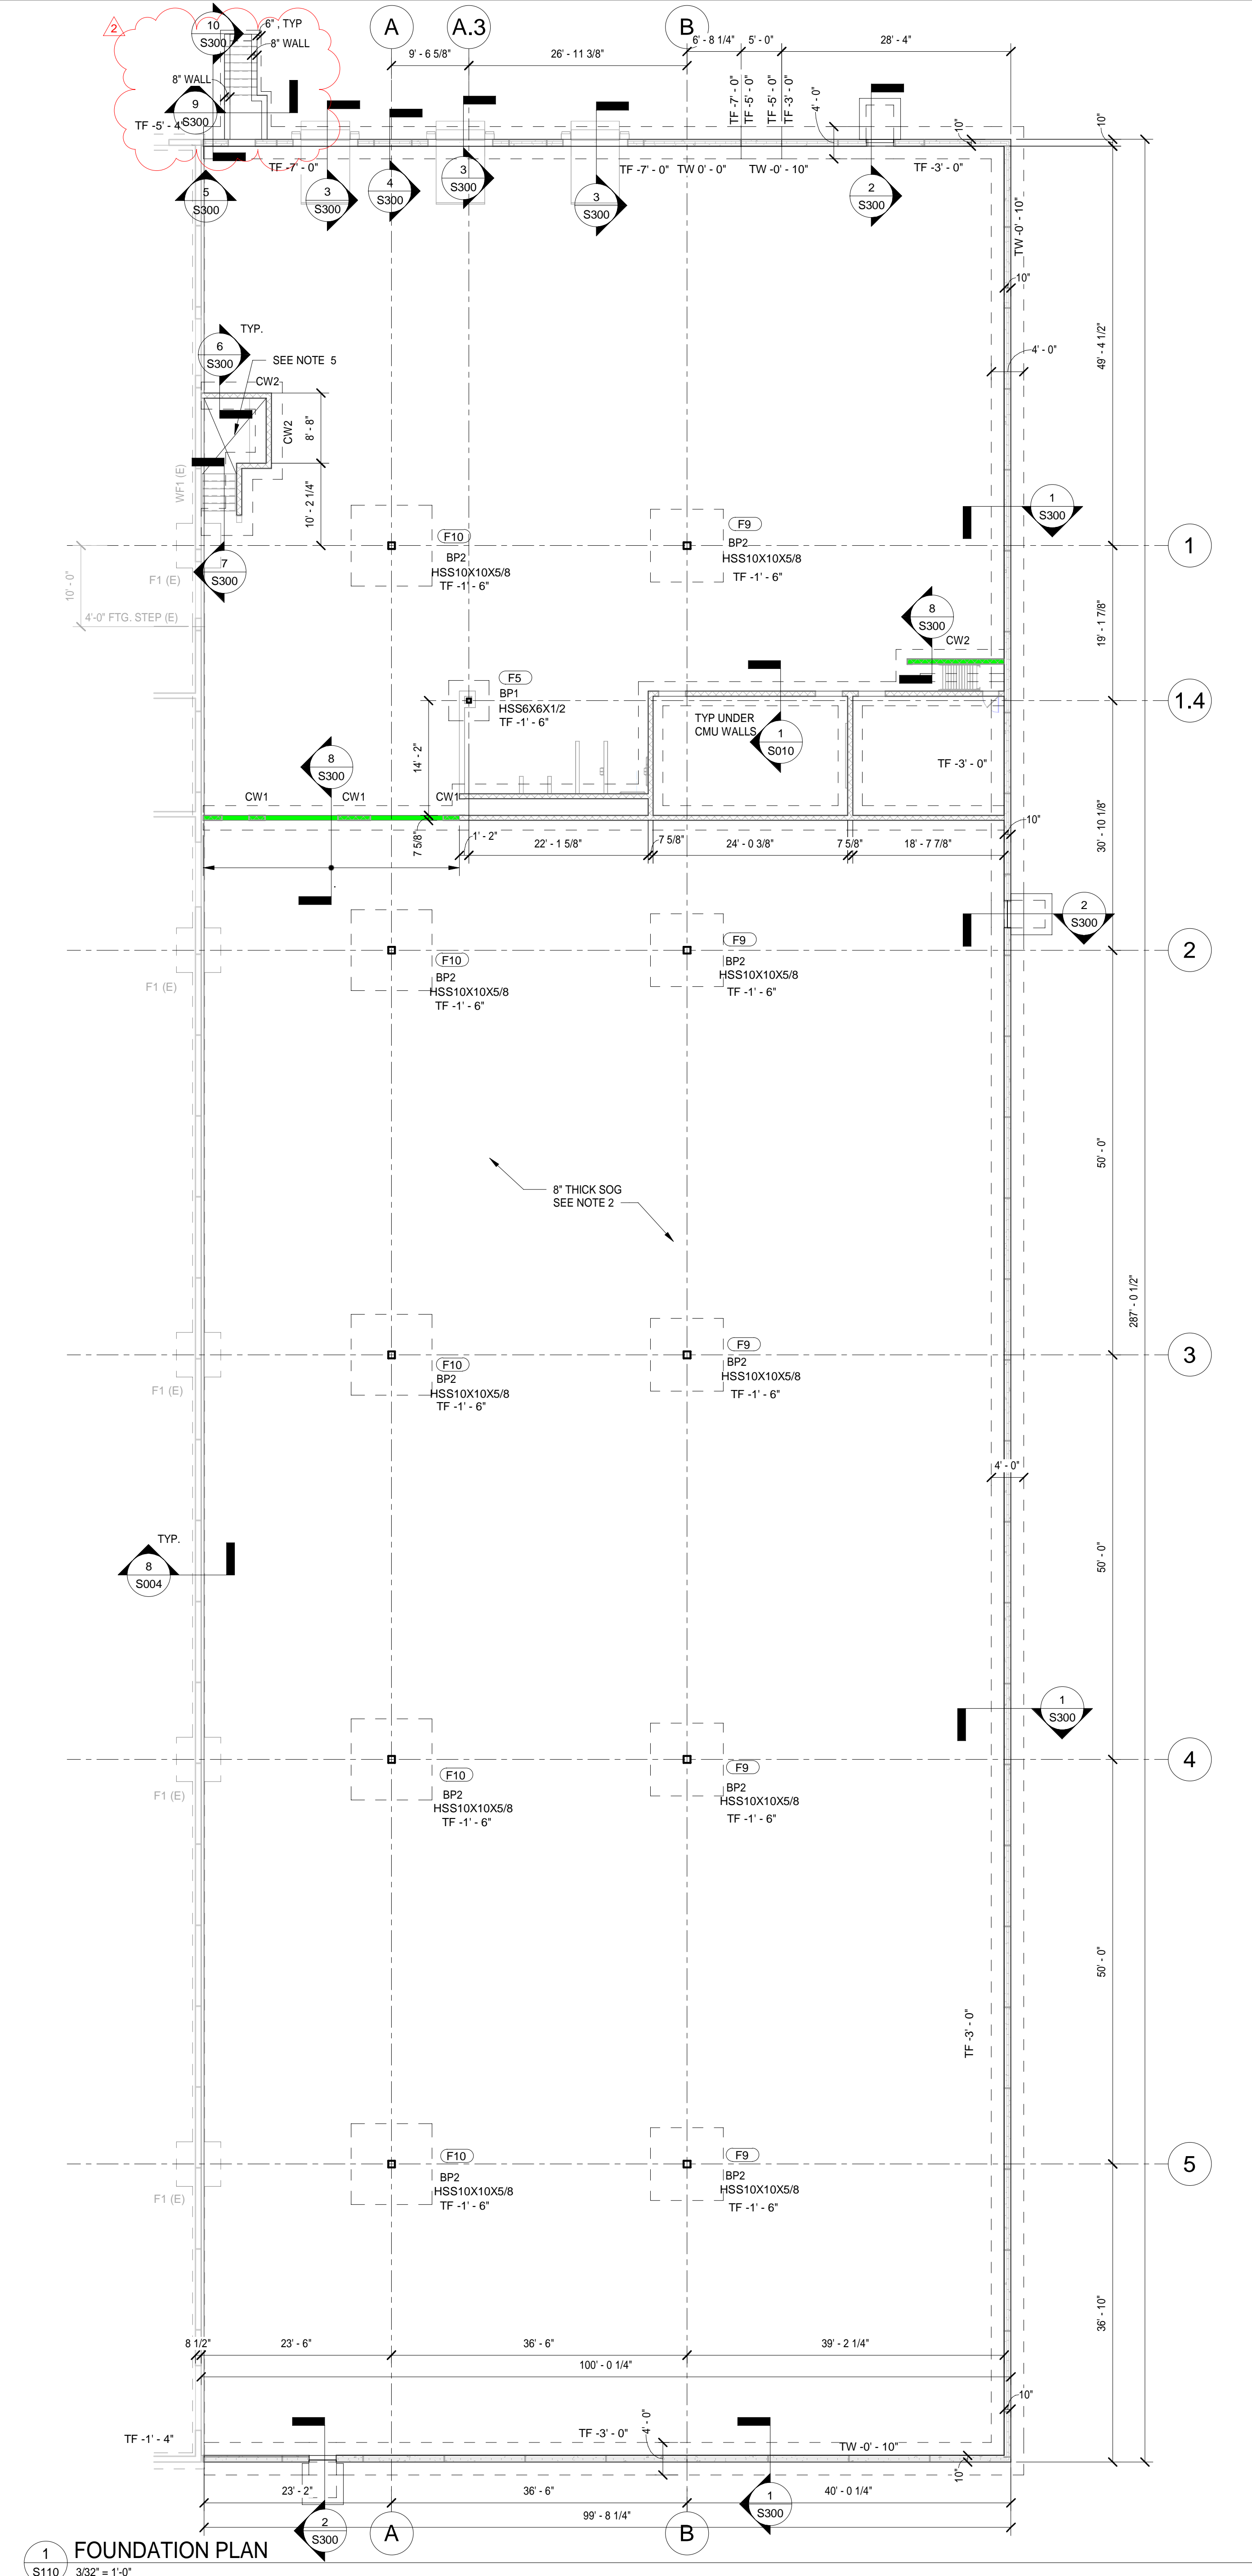 2
10
S300
6" , TYP
8" WALL
8" WALL
9
S300
TF -5' - 4"
5
S300
TF -7' - 0"
A
A.3
B
9' - 6 5/8"
26' - 11 3/8"
6' - 8 1/4"
5' - 0"
28' - 4"
TF -7' - 0"
TF -5' - 0"
TF -5' - 0"
TF -3' - 0"
4' - 0"
10"
10"
3
S300
4
S300
3
S300
3
S300
TF -7' - 0"
TW 0' - 0"
TW -0' - 10"
2
S300
TF -3' - 0"
TW -0' - 10"
10"
4' - 0"
49' - 4 1/2"
6
S300
TYP.
SEE NOTE 5
CW2
CW2
8' - 8"
10' - 2 1/4"
WF1 (E)
7
S300
F1 (E)
10' - 0"
4'-0" FTG. STEP (E)
F10
BP2
HSS10X10X5/8
TF -1' - 6"
F9
BP2
HSS10X10X5/8
TF -1' - 6"
1
S300
1
19' - 1 7/8"
8
S300
CW2
F5
BP1
HSS6X6X1/2
TF -1' - 6"
1.4
14' - 2"
TYP UNDER
CMU WALLS
1
S010
TF -3' - 0"
8
S300
CW1
CW1
CW1
7 5/8"
1' - 2"
22' - 1 5/8"
7 5/8"
24' - 0 3/8"
7 5/8"
18' - 7 7/8"
10"
30' - 10 1/8"
2
S300
F1 (E)
F10
BP2
HSS10X10X5/8
TF -1' - 6"
F9
BP2
HSS10X10X5/8
TF -1' - 6"
2
50' - 0"
8" THICK SOG
SEE NOTE 2
287' - 0 1/2"
F1 (E)
F10
BP2
HSS10X10X5/8
TF -1' - 6"
F9
BP2
HSS10X10X5/8
TF -1' - 6"
3
4' - 0"
50' - 0"
TYP.
8
S004
1
S300
F1 (E)
F10
BP2
HSS10X10X5/8
TF -1' - 6"
F9
BP2
HSS10X10X5/8
TF -1' - 6"
4
50' - 0"
TF -3' - 0"
F1 (E)
F10
BP2
HSS10X10X5/8
TF -1' - 6"
F9
BP2
HSS10X10X5/8
TF -1' - 6"
5
36' - 10"
8 1/2"
23' - 6"
36' - 6"
39' - 2 1/4"
100' - 0 1/4"
10"
TF -1' - 4"
TF -3' - 0"
4' - 0"
TW -0' - 10"
10"
23' - 2"
36' - 6"
40' - 0 1/4"
99' - 8 1/4"
2
S300
1
S300
A
B
1
S110
FOUNDATION PLAN
3/32" = 1'-0"